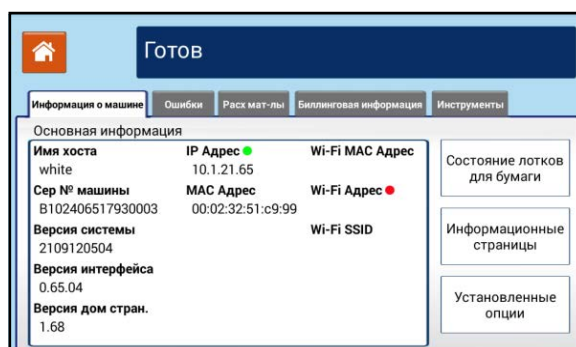 Готов
Информация о машине Ошибки Расх мат-лы Биллинговая информация Инструменты
Основная информация
Имя хоста IP Адрес Wi-Fi MAC Адрес
white 10.1.21.65
Сер № машины MAC Адрес Wi-Fi Адрес
B102406517930003 00:02:32:51:c9:99
Версия системы Wi-Fi SSID
2109120504
Версия интерфейса
0.65.04
Версия дом стран.
1.68
Состояние лотков
для бумаги
Информационные
страницы
Установленные
опции